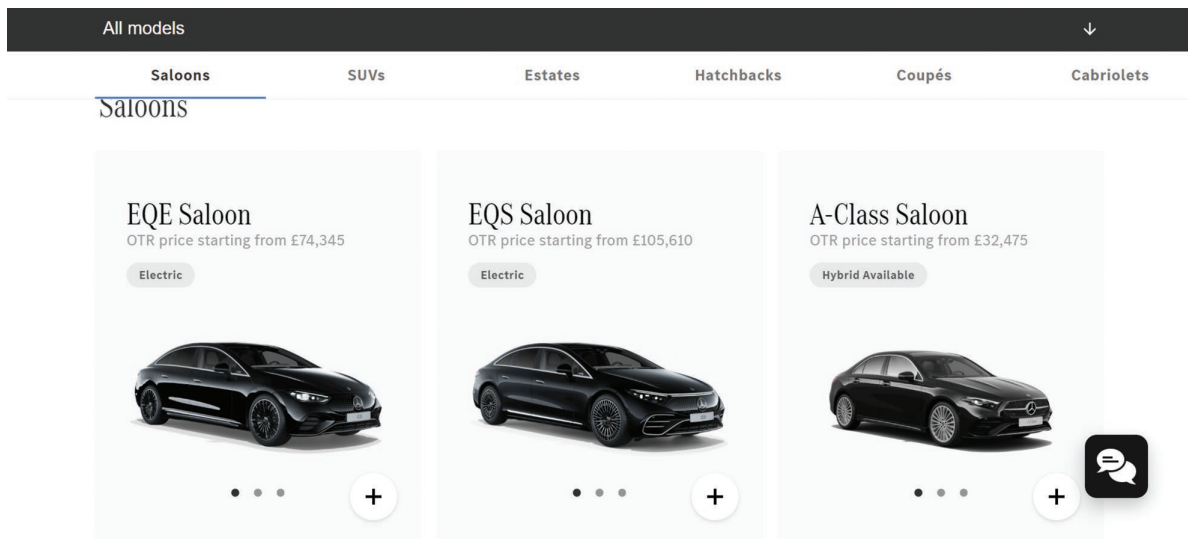 All models
Saloons SUVs Estates Hatchbacks Coupés Cabriolets
Saloons
EQE Saloon
OTR price starting from £74,345
Electric
EQS Saloon
OTR price starting from £105,610
Electric
A-Class Saloon
OTR price starting from £32,475
Hybrid Available